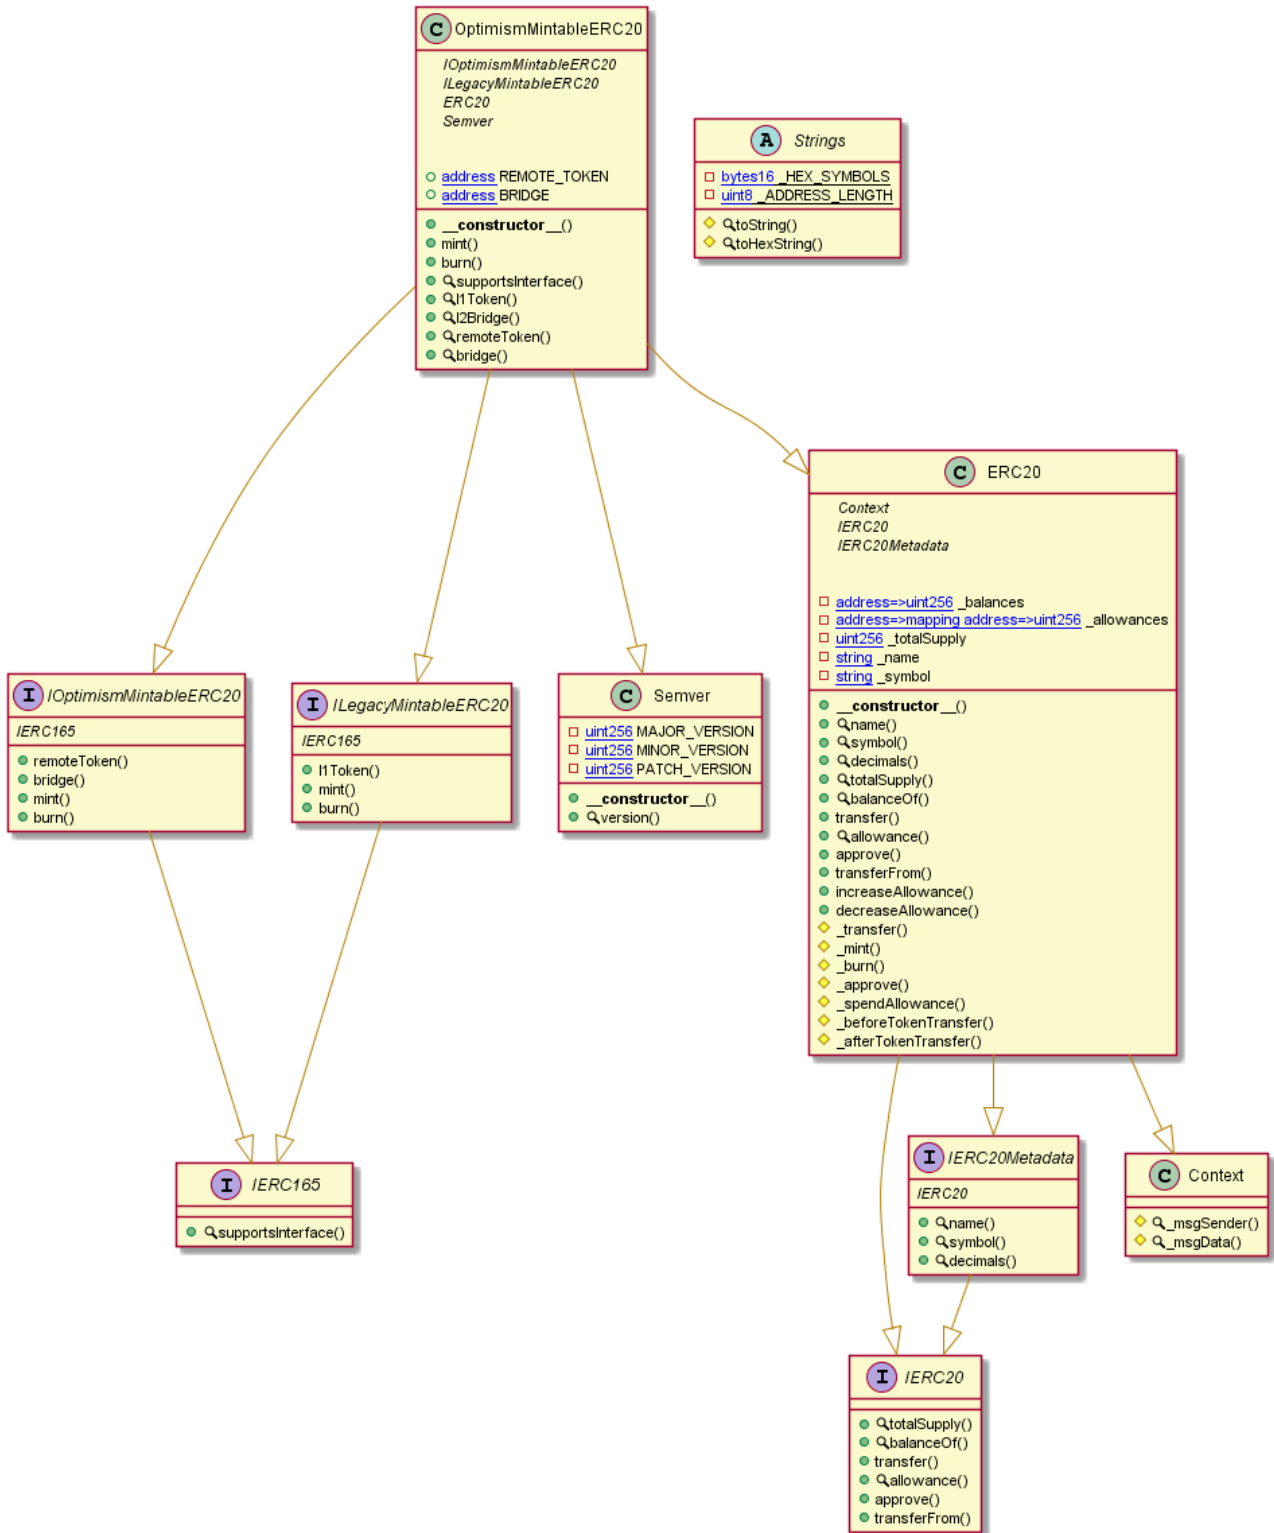 C OptimismMintableERC20
IOptimismMintableERC20
ILegacyMintableERC20
ERC20
Semver
address REMOTE_TOKEN
address BRIDGE
__constructor__()
mint()
burn()
supportsInterface()
l1Token()
l2Bridge()
remoteToken()
bridge()
A Strings
bytes16 _HEX_SYMBOLS
uint8 _ADDRESS_LENGTH
toString()
toHexString()
C ERC20
Context
IERC20
IERC20Metadata
address=>uint256 _balances
address=>mapping address=>uint256 _allowances
uint256 _totalSupply
string _name
string _symbol
__constructor__()
name()
symbol()
decimals()
totalSupply()
balanceOf()
transfer()
allowance()
approve()
transferFrom()
increaseAllowance()
decreaseAllowance()
_transfer()
_mint()
_burn()
_approve()
_spendAllowance()
_beforeTokenTransfer()
_afterTokenTransfer()
I IOptimismMintableERC20
IERC165
remoteToken()
bridge()
mint()
burn()
I ILegacyMintableERC20
IERC165
l1Token()
mint()
burn()
C Semver
uint256 MAJOR_VERSION
uint256 MINOR_VERSION
uint256 PATCH_VERSION
__constructor__()
version()
I IERC165
supportsInterface()
I IERC20Metadata
IERC20
name()
symbol()
decimals()
C Context
_msgSender()
_msgData()
I IERC20
totalSupply()
balanceOf()
transfer()
allowance()
approve()
transferFrom()